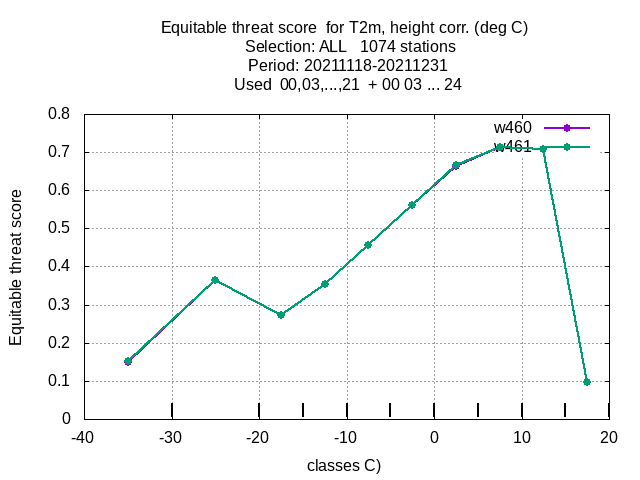 Equitable threat score  for T2m, height corr. (deg C)
Selection: ALL   1074 stations
Period: 20211118-20211231
Used  00,03,...,21  + 00 03 ... 24
w460
w461
Equitable threat score
0.8
0.7
0.6
0.5
0.4
0.3
0.2
0.1
0
-40 -30 -20 -10 0 10 20
classes C)